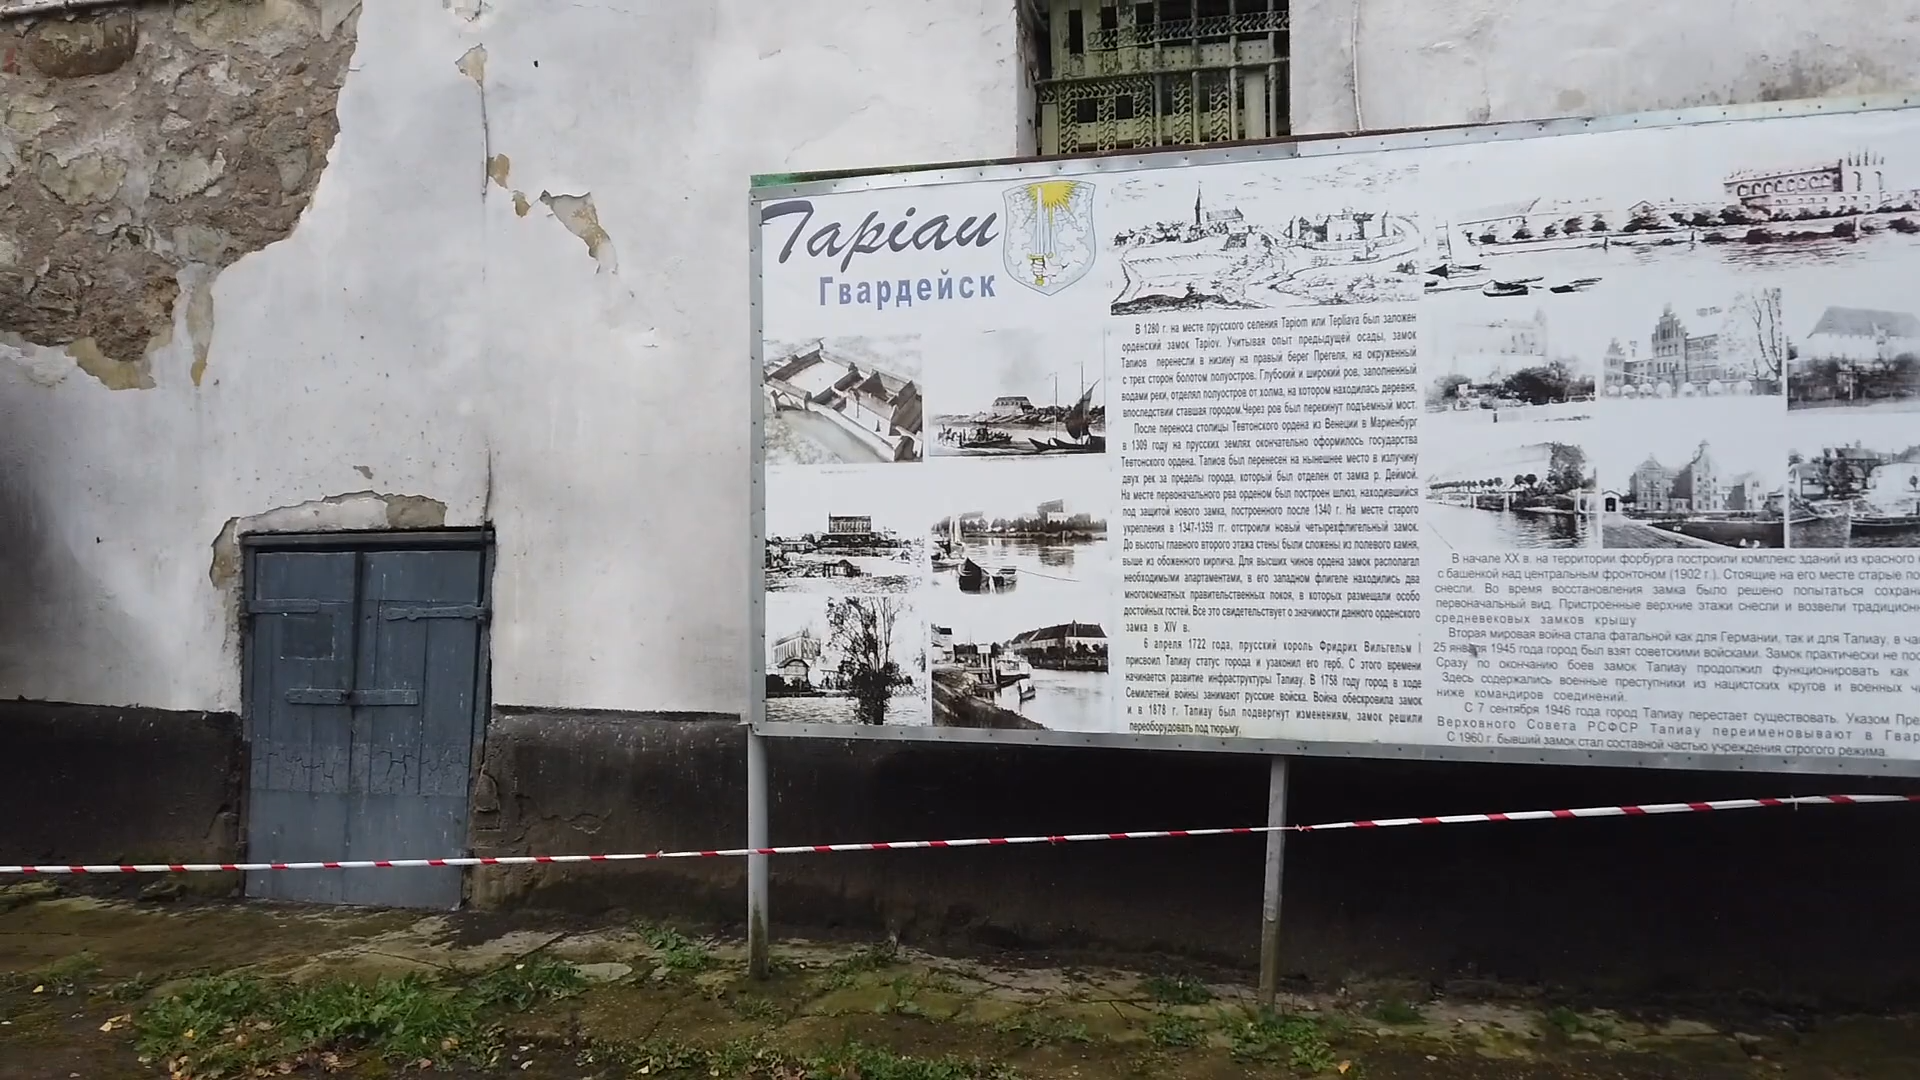 Tapiau
Гвардейск
В 1280 г. на месте прусского селения Tapiom или Tepliava был заложен
орденский замок Tapiov. Учитывая опыт предыдущей осады, замок
Тапиов перенесли в низину на правый берег Прегеля, на окруженный
с трех сторон болотом полуостров. Глубокий и широкий ров, заполненный
водами реки, отделял полуостров от холма, на котором находилась деревня,
впоследствии ставшая городом.Через ров был перекинут подъемный мост.
После переноса столицы Тевтонского ордена из Венеции в Мариенбург
в 1309 году на прусских землях окончательно оформилось государства
Тевтонского ордена. Тапиов был перенесен на нынешнее место в излучину
двух рек за пределы города, который был отделен от замка р. Деймой.
На месте первоначального рва орденом был построен шлюз, находившийся
под защитой нового замка, построенного после 1340 г. На месте старого
укрепления в 1347-1359 гг. отстроили новый четырехфлигельный замок.
До высоты главного второго этажа стены были сложены из полевого камня,
выше из обоженного кирпича. Для высших чинов ордена замок располагал
необходимыми апартаментами, в его западном флигеле находились два
многокомнатных правительственных покоя, в которых размещали особо
достойных гостей. Все это свидетельствует о значимости данного орденского
замка в XIV в.
6 апреля 1722 года, прусский король Фридрих Вильгельм I
присвоил Тапиау статус города и узаконил его герб. С этого времени
начинается развитие инфраструктуры Тапиау. В 1758 году город в ходе
Семилетней войны занимают русские войска. Война обескровила замок
и в 1878 г. Тапиау был подвергнут изменениям, замок решили
переоборудовать под тюрьму.
В начале XX в. на территории форбурга построили комплекс зданий из красного
с башенкой над центральным фронтоном (1902 г.). Стоящие на его месте старые
снесли. Во время восстановления замка было решено попытаться
первоначальный вид. Пристроенные верхние этажи снесли и возвели
средневековых замков крышу
Вторая мировая война стала фатальной как для Германии, так и для Тапиау, в
25 января 1945 года город был взят советскими войсками. Замок практически не
Сразу по окончанию боев замок Тапиау продолжил функционировать как
Здесь содержались военные преступники из нацистских кругов и военных
ниже командиров соединений.
С 7 сентября 1946 года город Тапиау перестает существовать. Указом
Верховного Совета РСФСР Тапиау переименовывают в
С 1960 г. бывший замок стал составной частью учреждения строгого режима.